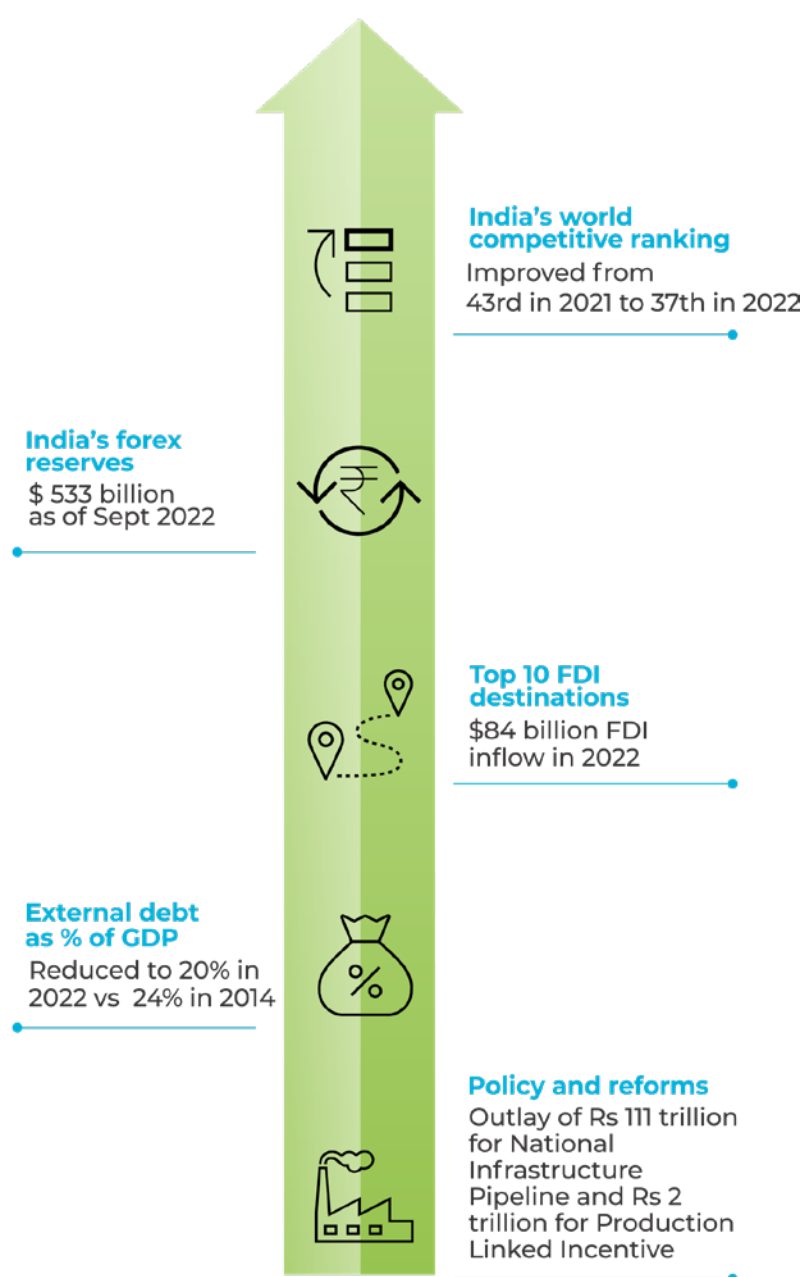 India's world
competitive ranking
Improved from
43rd in 2021 to 37th in 2022
India's forex
reserves
$ 533 billion
as of Sept 2022
₹
Top 10 FDI
destinations
$84 billion FDI
inflow in 2022
External debt
as % of GDP
Reduced to 20% in
2022 vs 24% in 2014
%
Policy and reforms
Outlay of Rs 111 trillion
for National
Infrastructure
Pipeline and Rs 2
trillion for Production
Linked Incentive